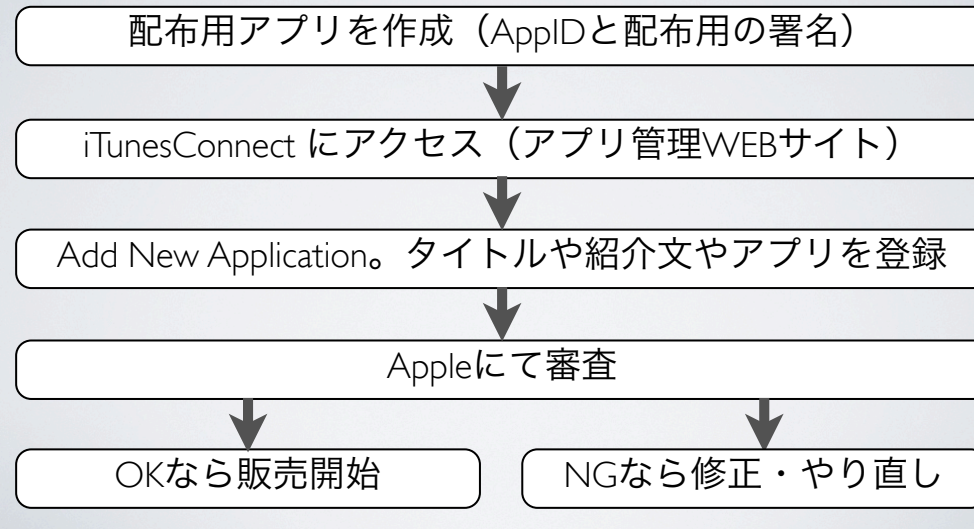 配布用アプリを作成（AppIDと配布用の署名）
iTunesConnect にアクセス（アプリ管理WEBサイト）
Add New Application。タイトルや紹介文やアプリを登録
Appleにて審査
OKなら販売開始
NGなら修正・やり直し